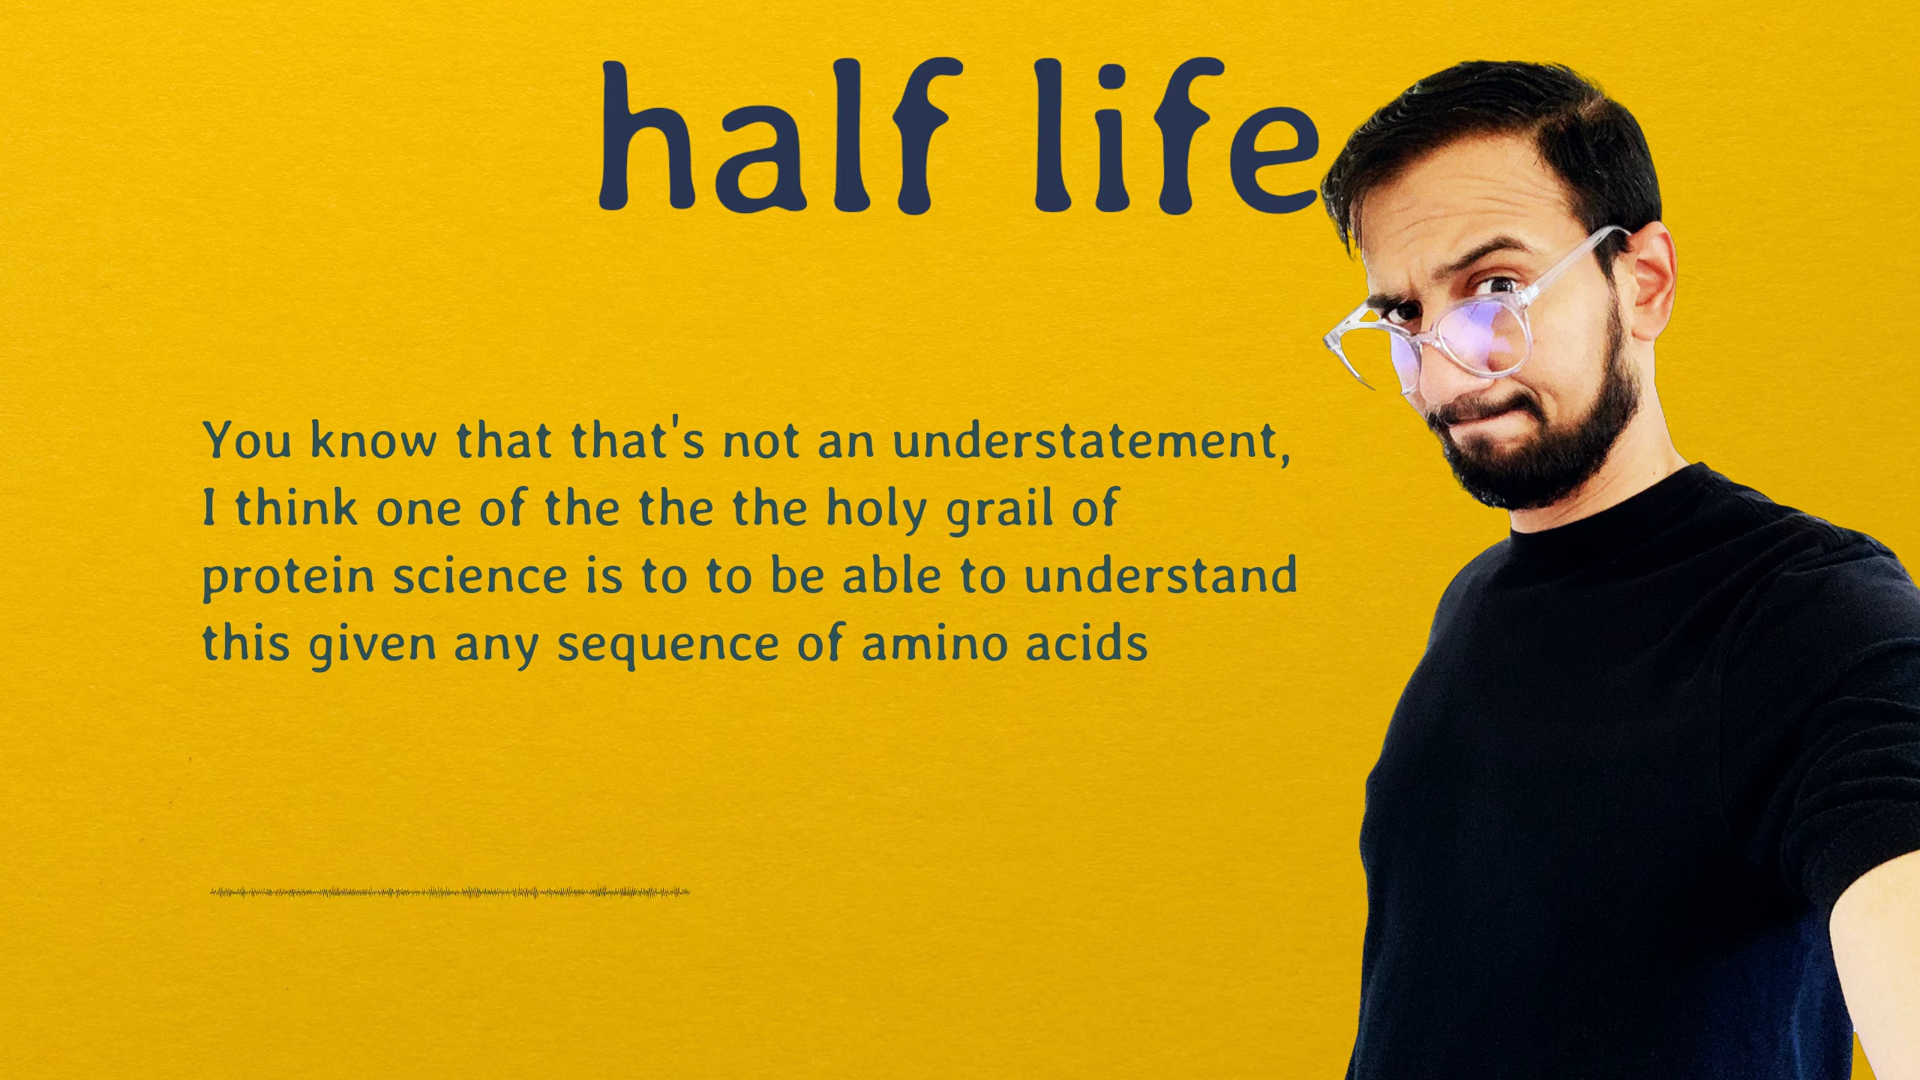 half life
You know that that's not an understatement,
I think one of the the the holy grail of
protein science is to to be able to understand
this given any sequence of amino acids